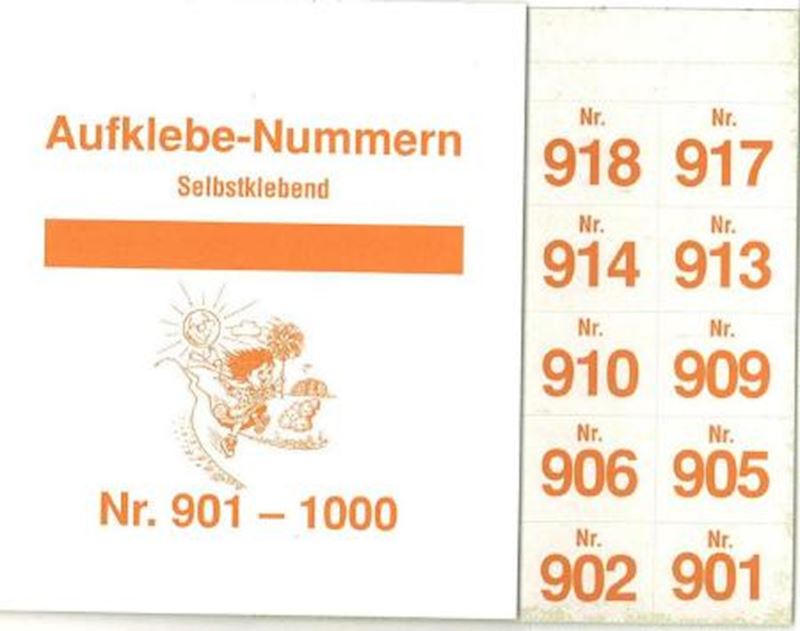 Aufklebe-Nummern
Selbstklebend
Nr. 901 – 1000
Nr. Nr.
918 917
Nr. Nr.
914 913
Nr. Nr.
910 909
Nr. Nr.
906 905
Nr. Nr.
902 901